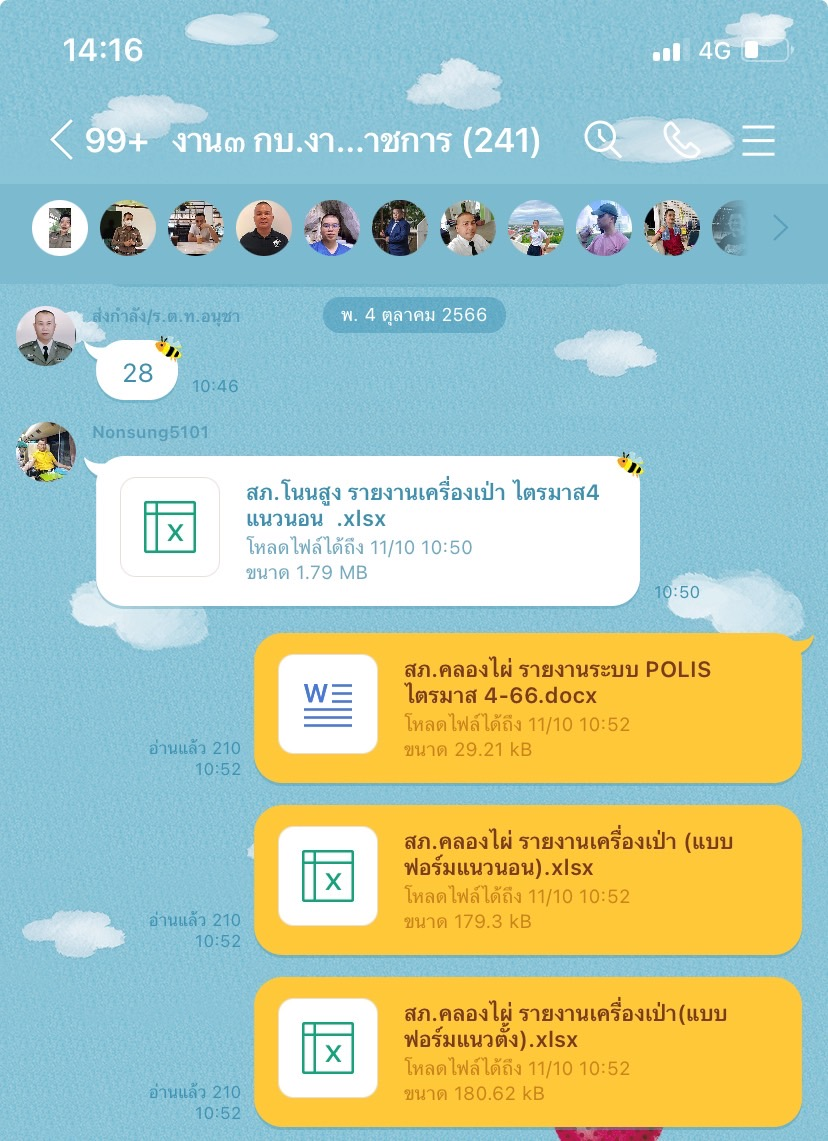 14:16
4G
99+ งาน๓ กบ.งา...าชการ (241)
พ. 4 ตุลาคม 2566
ส่งกำลัง/ร.ต.ท.อนุชา
28
10:46
Nonsung5101
สภ.โนนสูง รายงานเครื่องเป่า ไตรมาส4
แนวนอน .xlsx
โหลดไฟล์ได้ถึง 11/10 10:50
ขนาด 1.79 MB
10:50
X
สภ.คลองไผ่ รายงานระบบ POLIS
ไตรมาส 4-66.docx
โหลดไฟล์ได้ถึง 11/10 10:52
ขนาด 29.21 kB
W
อ่านแล้ว 210
10:52
สภ.คลองไผ่ รายงานเครื่องเป่า (แบบ
ฟอร์มแนวนอน).xlsx
โหลดไฟล์ได้ถึง 11/10 10:52
ขนาด 179.3 kB
X
อ่านแล้ว 210
10:52
สภ.คลองไผ่ รายงานเครื่องเป่า(แบบ
ฟอร์มแนวตั้ง).xlsx
โหลดไฟล์ได้ถึง 11/10 10:52
ขนาด 180.62 kB
X
อ่านแล้ว 210
10:52